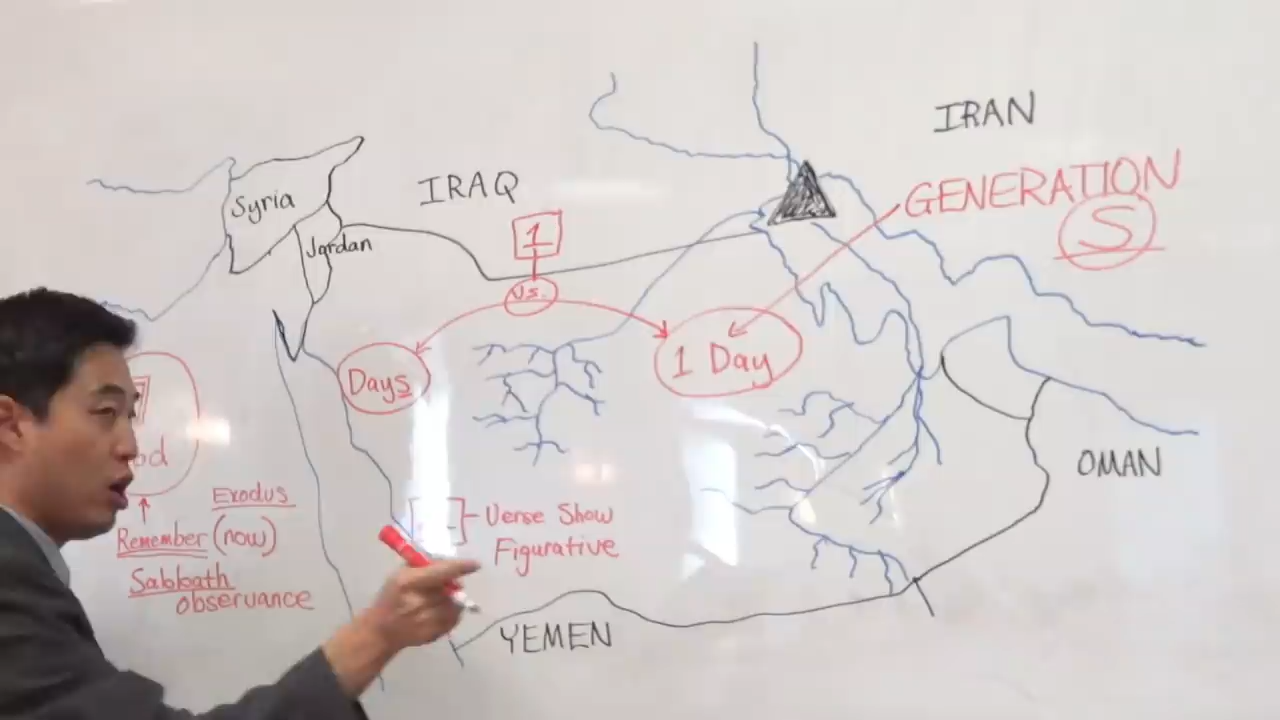 IRAN
GENERATION
S
IRAQ
Syria
Jordan
1
Vs.
Days
1 Day
OMAN
Exodus
Remember (now)
Sabbath
observance
Verse Show
Figurative
YEMEN